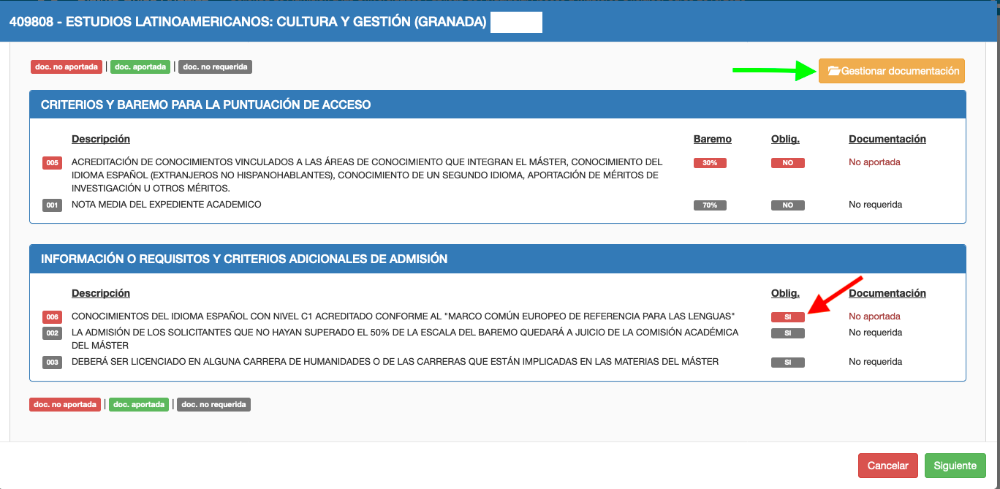 409808 - ESTUDIOS LATINOAMERICANOS: CULTURA Y GESTIÓN (GRANADA)
doc. no aportada | doc. aportada | doc. no requerida
Gestionar documentación
CRITERIOS Y BAREMO PARA LA PUNTUACIÓN DE ACCESO
Descripción Baremo Oblig. Documentación
005 ACREDITACIÓN DE CONOCIMIENTOS VINCULADOS A LAS ÁREAS DE CONOCIMIENTO QUE INTEGRAN EL MÁSTER, CONOCIMIENTO DEL 30% NO No aportada
IDIOMA ESPAÑOL (EXTRANJEROS NO HISPANOHABLANTES), CONOCIMIENTO DE UN SEGUNDO IDIOMA, APORTACIÓN DE MÉRITOS DE
INVESTIGACIÓN U OTROS MÉRITOS.
001 NOTA MEDIA DEL EXPEDIENTE ACADEMICO 70% NO No requerida
INFORMACIÓN O REQUISITOS Y CRITERIOS ADICIONALES DE ADMISIÓN
Descripción Oblig. Documentación
006 CONOCIMIENTOS DEL IDIOMA ESPAÑOL CON NIVEL C1 ACREDITADO CONFORME AL "MARCO COMÚN EUROPEO DE REFERENCIA PARA LAS LENGUAS" SI No aportada
002 LA ADMISIÓN DE LOS SOLICITANTES QUE NO HAYAN SUPERADO EL 50% DE LA ESCALA DEL BAREMO QUEDARÁ A JUICIO DE LA COMISIÓN ACADÉMICA SI No requerida
DEL MÁSTER
003 DEBERÁ SER LICENCIADO EN ALGUNA CARRERA DE HUMANIDADES O DE LAS CARRERAS QUE ESTÁN IMPLICADAS EN LAS MATERIAS DEL MÁSTER SI No requerida
doc. no aportada | doc. aportada | doc. no requerida
Cancelar Siguiente